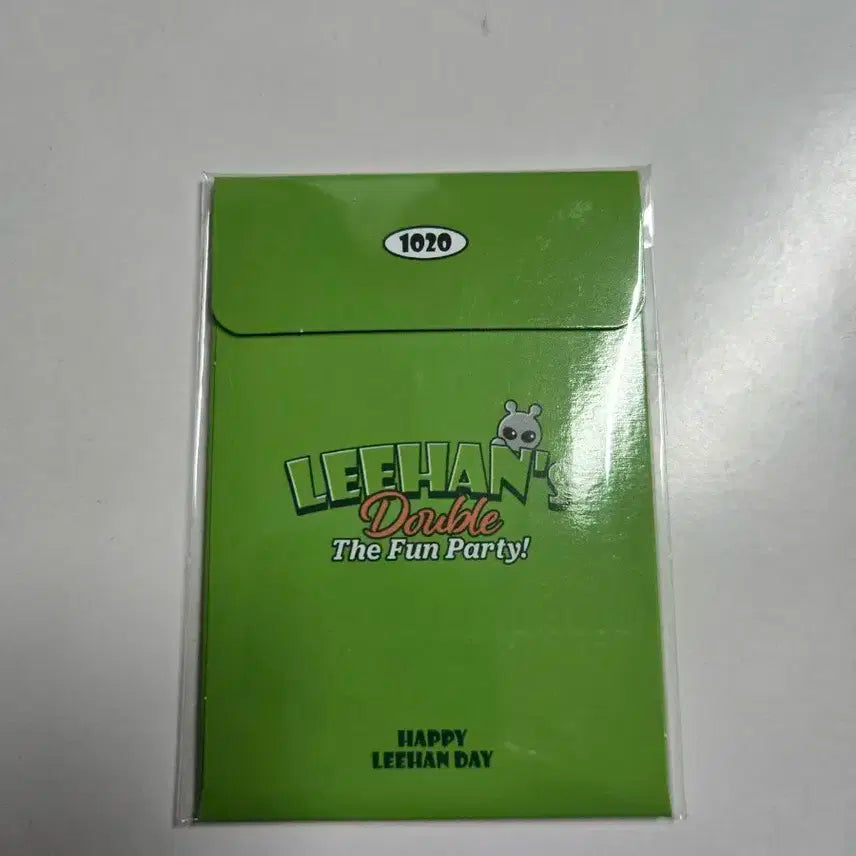 1020
LEEHAN's
Double
The Fun Party!
HAPPY
LEEHAN DAY